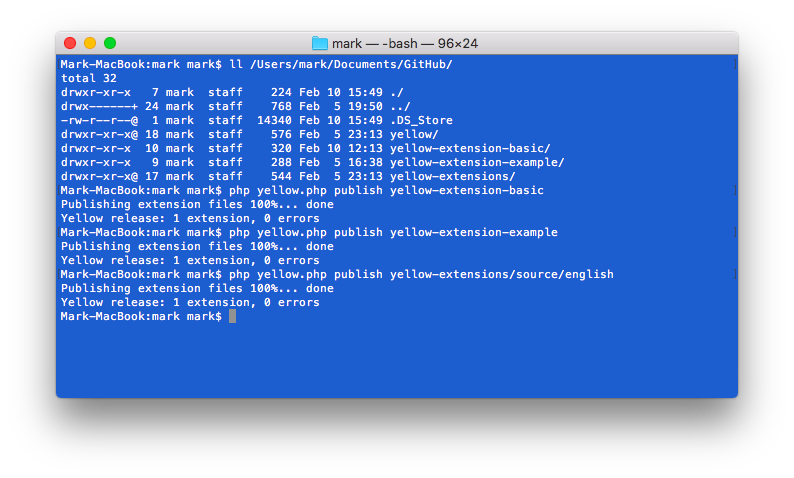 mark — -bash — 96×24
Mark-MacBook:mark mark$ ll /Users/mark/Documents/GitHub/
total 32
drwxr-xr-x   7 mark  staff    224 Feb 10 15:49 ./
drwx------+ 24 mark  staff    768 Feb  5 19:50 ../
-rw-r--r--@  1 mark  staff  14340 Feb 10 15:49 .DS_Store
drwxr-xr-x@ 18 mark  staff    576 Feb  5 23:13 yellow/
drwxr-xr-x  10 mark  staff    320 Feb 10 12:13 yellow-extension-basic/
drwxr-xr-x   9 mark  staff    288 Feb  5 16:38 yellow-extension-example/
drwxr-xr-x@ 17 mark  staff    544 Feb  5 23:13 yellow-extensions/
Mark-MacBook:mark mark$ php yellow.php publish yellow-extension-basic
Publishing extension files 100%... done
Yellow release: 1 extension, 0 errors
Mark-MacBook:mark mark$ php yellow.php publish yellow-extension-example
Publishing extension files 100%... done
Yellow release: 1 extension, 0 errors
Mark-MacBook:mark mark$ php yellow.php publish yellow-extensions/source/english
Publishing extension files 100%... done
Yellow release: 1 extension, 0 errors
Mark-MacBook:mark mark$